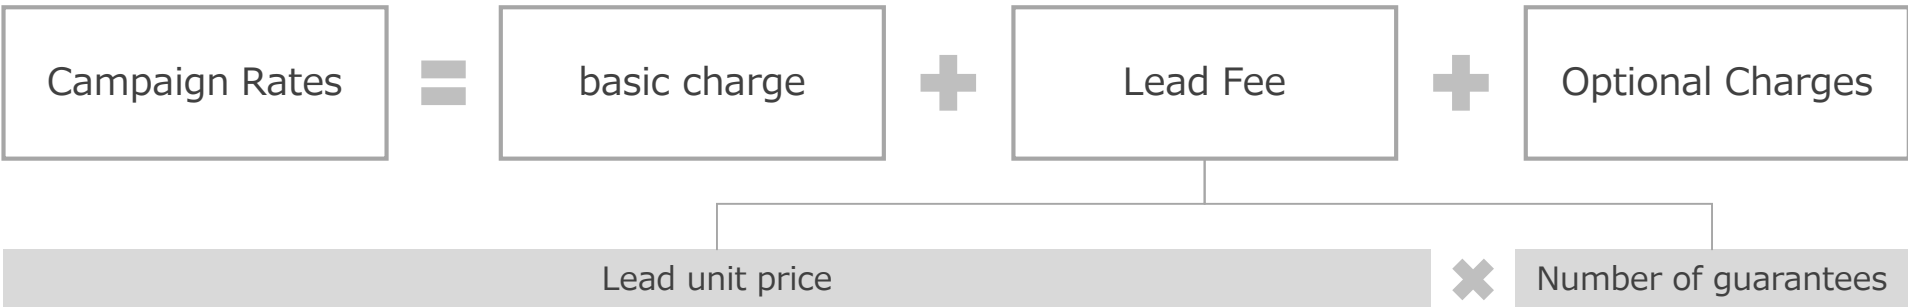 Campaign Rates
basic charge
Lead Fee
Optional Charges
Lead unit price
Number of guarantees